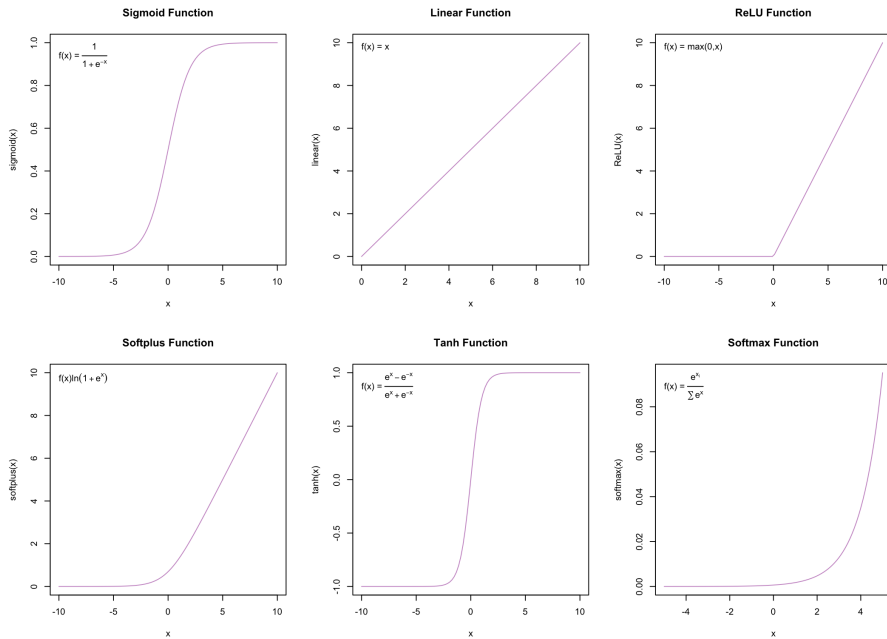 Sigmoid Function
f(x) = 1 / (1 + e^−x)
sigmoid(x)
0.0 0.2 0.4 0.6 0.8 1.0
-10 -5 0 5 10
x
Linear Function
f(x) = x
linear(x)
0 2 4 6 8 10
0 2 4 6 8 10
x
ReLU Function
f(x) = max(0,x)
ReLU(x)
0 2 4 6 8 10
-10 -5 0 5 10
x
Softplus Function
f(x)ln(1 + e^x)
softplus(x)
0 2 4 6 8 10
-10 -5 0 5 10
x
Tanh Function
f(x) = (e^x − e^−x) / (e^x + e^−x)
tanh(x)
-1.0 -0.5 0.0 0.5 1.0
-10 -5 0 5 10
x
Softmax Function
f(x) = e^x_i / ∑ e^x
softmax(x)
0.00 0.02 0.04 0.06 0.08
-4 -2 0 2 4
x